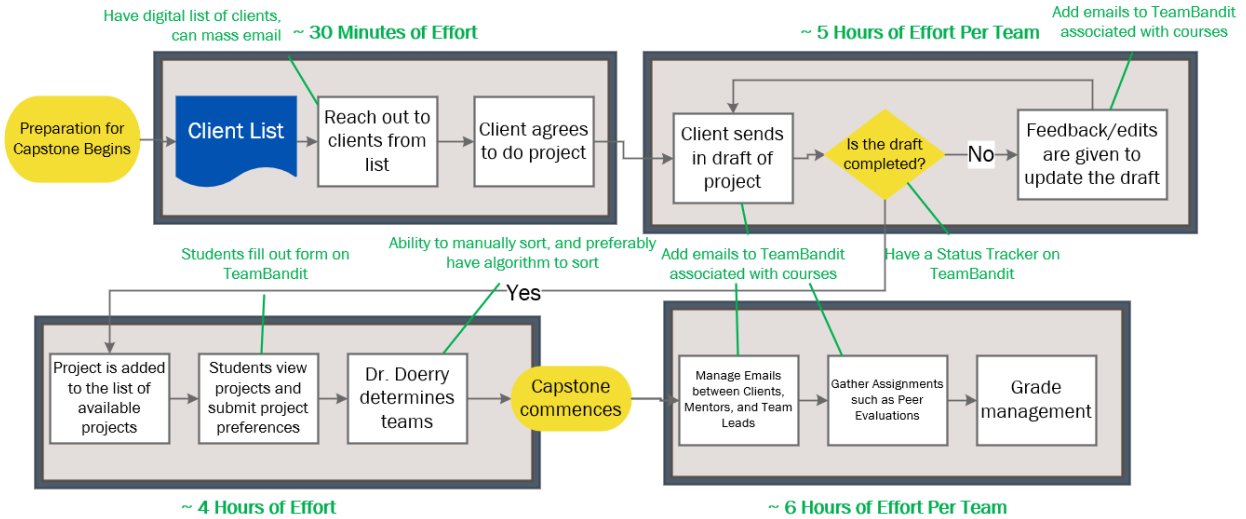 Have digital list of clients,
can mass email
~ 30 Minutes of Effort
~ 5 Hours of Effort Per Team
Add emails to TeamBandit
associated with courses
Preparation for
Capstone Begins
Client List
Reach out to
clients from
list
Client agrees
to do project
Client sends
in draft of
project
Is the draft
completed?
No
Feedback/edits
are given to
update the draft
Students fill out form on
TeamBandit
Ability to manually sort, and preferably
have algorithm to sort
Add emails to TeamBandit
associated with courses
Have a Status Tracker on
TeamBandit
Yes
Project is added
to the list of
available
projects
Students view
projects and
submit project
preferences
Dr. Doerry
determines
teams
Capstone
commences
Manage Emails
between Clients,
Mentors, and Team
Leads
Gather Assignments
such as Peer
Evaluations
Grade
management
~ 4 Hours of Effort
~ 6 Hours of Effort Per Team